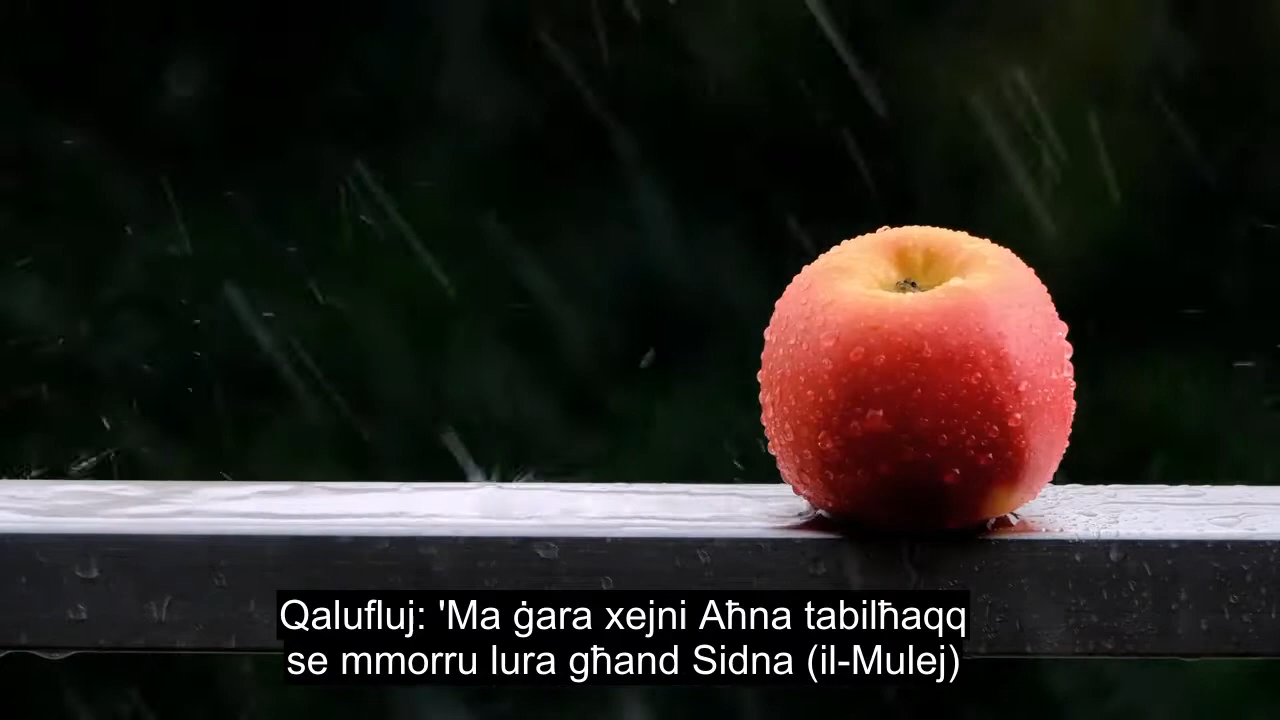 Qalufluj: 'Ma ġara xejni Aħna tabilħaqq
se mmorru lura għand Sidna (il-Mulej)